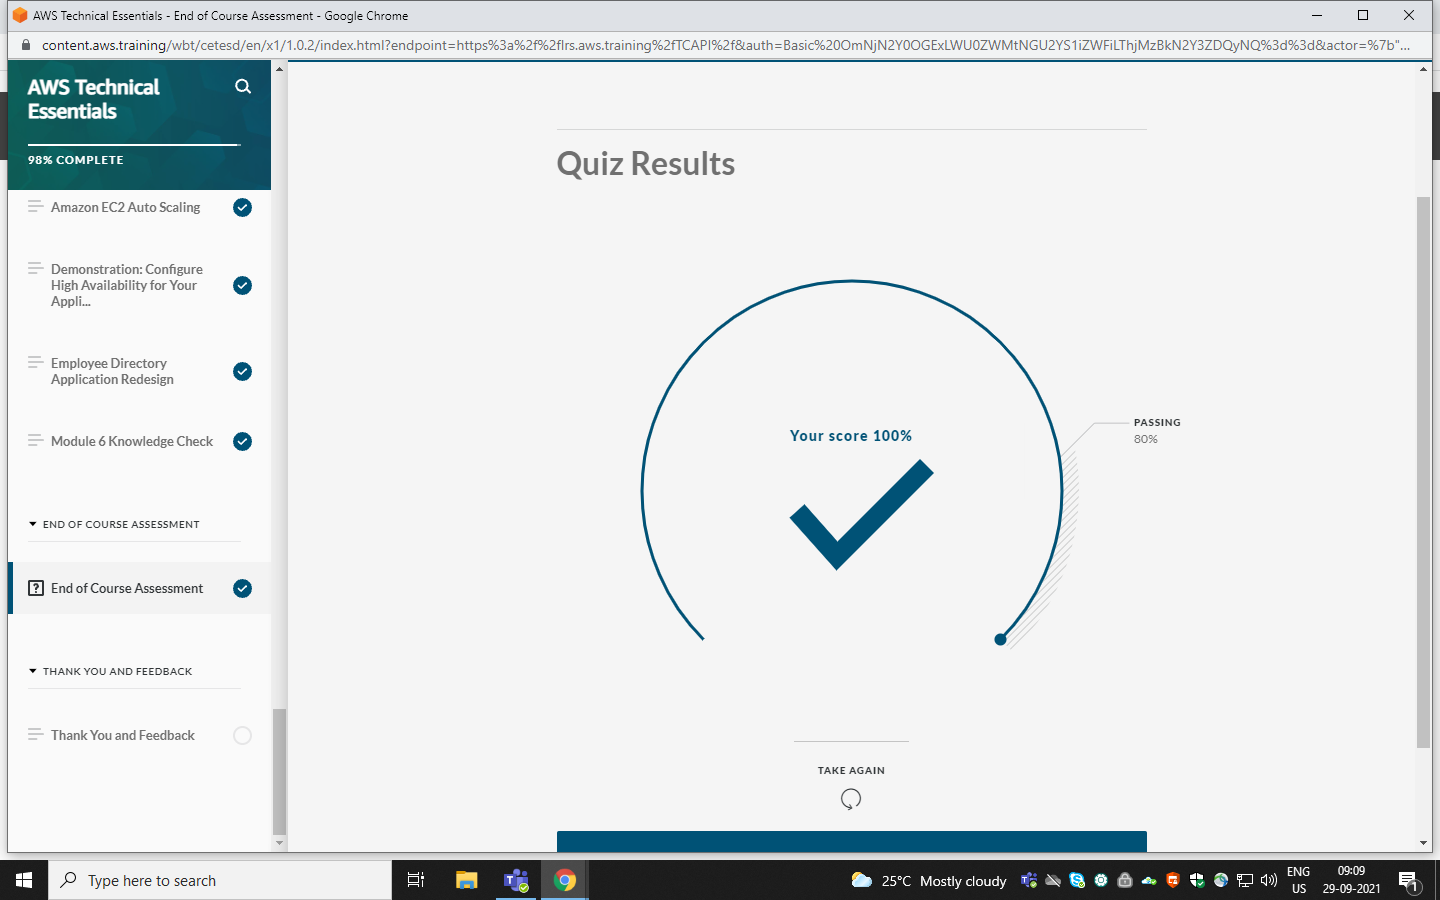 AWS Technical Essentials - End of Course Assessment - Google Chrome
content.aws.training/wbt/cetesd/en/x1/1.0.2/index.html?endpoint=https%3a%2f%2flrs.aws.training%2fTCAPI%2f&auth=Basic%20OmNjN2Y0OGExLWU0ZWMtNGU2YS1iZWFiLThjMzBkN2Y3ZDQyNQ%3d%3d&actor=%7b"...
AWS Technical
Essentials
98% COMPLETE
Amazon EC2 Auto Scaling
Demonstration: Configure
High Availability for Your
Appli...
Employee Directory
Application Redesign
Module 6 Knowledge Check
END OF COURSE ASSESSMENT
End of Course Assessment
THANK YOU AND FEEDBACK
Thank You and Feedback
Quiz Results
Your score 100%
PASSING
80%
TAKE AGAIN
Type here to search
25°C Mostly cloudy
ENG
US
09:09
29-09-2021
1